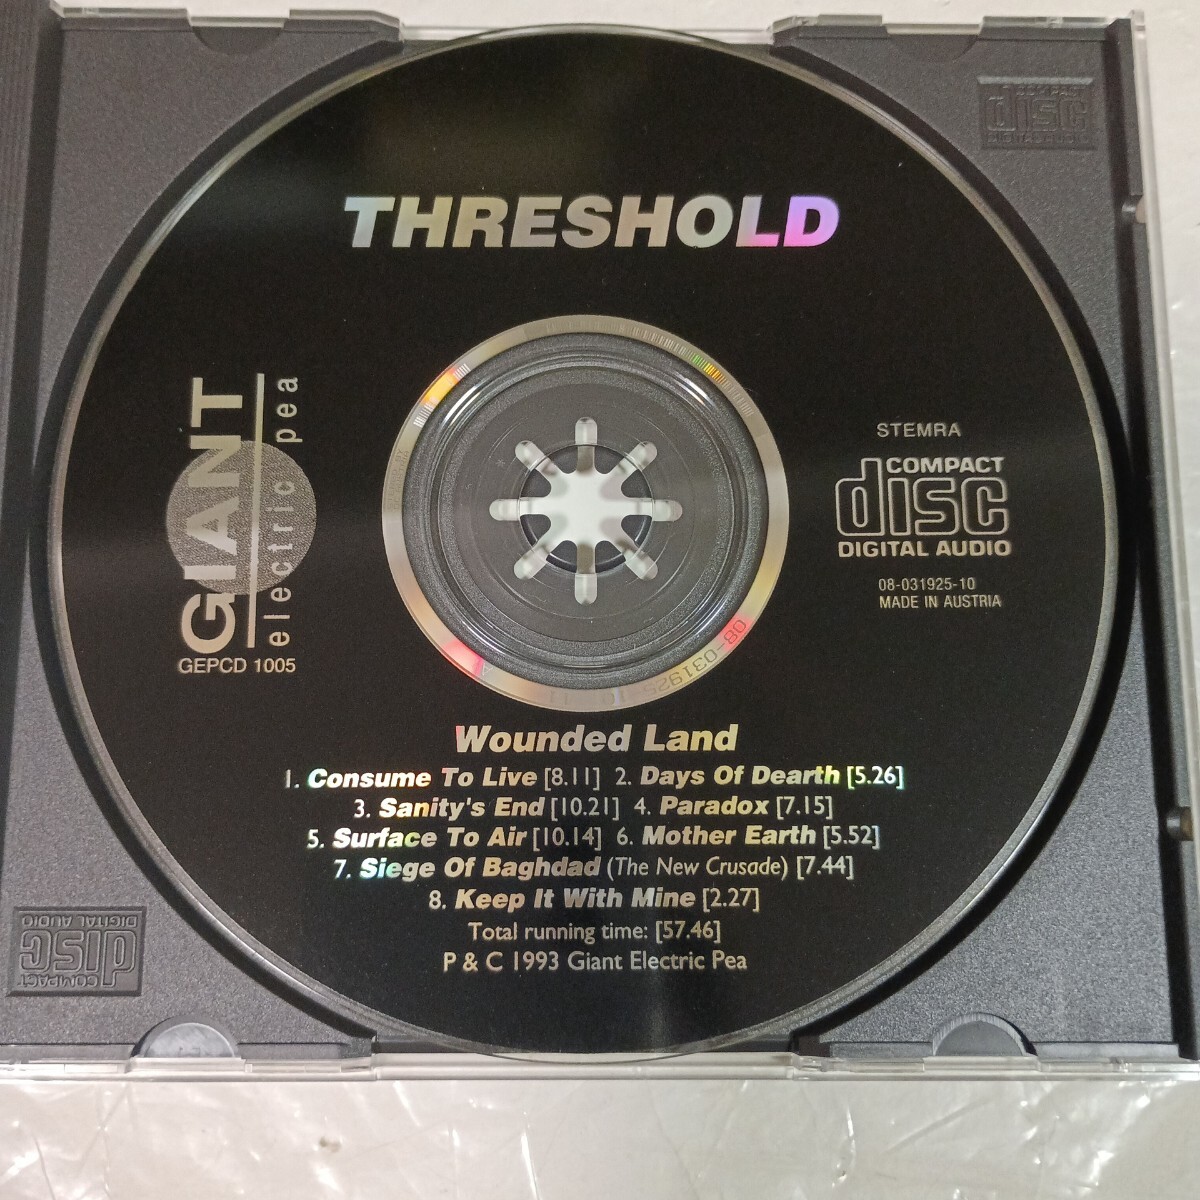 COMPACT
disc
DIGITAL AUDIO
THRESHOLD
GIANT
electric pea
GEPCD 1005
STEMRA
COMPACT
disc
DIGITAL AUDIO
08-031925-10
MADE IN AUSTRIA
Wounded Land
1. Consume To Live [8.11] 2. Days Of Dearth [5.26]
3. Sanity's End [10.21] 4. Paradox [7.15]
5. Surface To Air [10.14] 6. Mother Earth [5.52]
7. Siege Of Baghdad (The New Crusade) [7.44]
8. Keep It With Mine [2.27]
Total running time: [57.46]
P & C 1993 Giant Electric Pea
COMPACT
disc
DIGITAL AUDIO